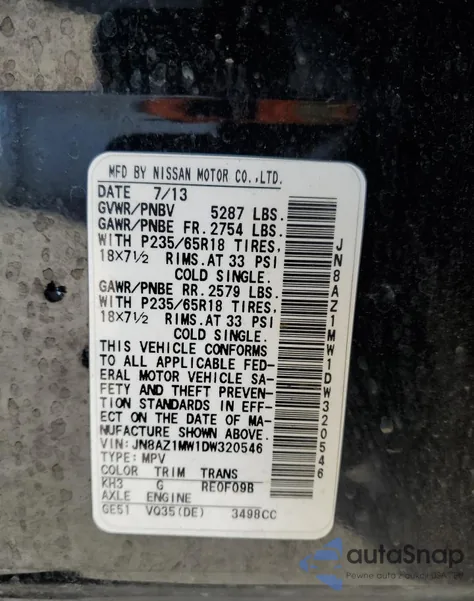 MFD BY NISSAN MOTOR CO.,LTD.
DATE 7/13
GVWR/PNBV 5287 LBS.
GAWR/PNBE FR. 2754 LBS.
WITH P235/65R18 TIRES,
18X7½ RIMS.AT 33 PSI
COLD SINGLE.
GAWR/PNBE RR. 2579 LBS.
WITH P235/65R18 TIRES,
18X7½ RIMS.AT 33 PSI
COLD SINGLE.
THIS VEHICLE CONFORMS
TO ALL APPLICABLE FED-
ERAL MOTOR VEHICLE SA-
FETY AND THEFT PREVEN-
TION STANDARDS IN EFF-
ECT ON THE DATE OF MA-
NUFACTURE SHOWN ABOVE.
VIN: JN8AZ1MW1DW320546
TYPE: MPV
COLOR TRIM TRANS
KH3 G RE0F09B
AXLE ENGINE
GE51 VQ35(DE) 3498CC
JN8AZ1MW1DW320546
autoSnap
Pewne auta z aukcji w USA